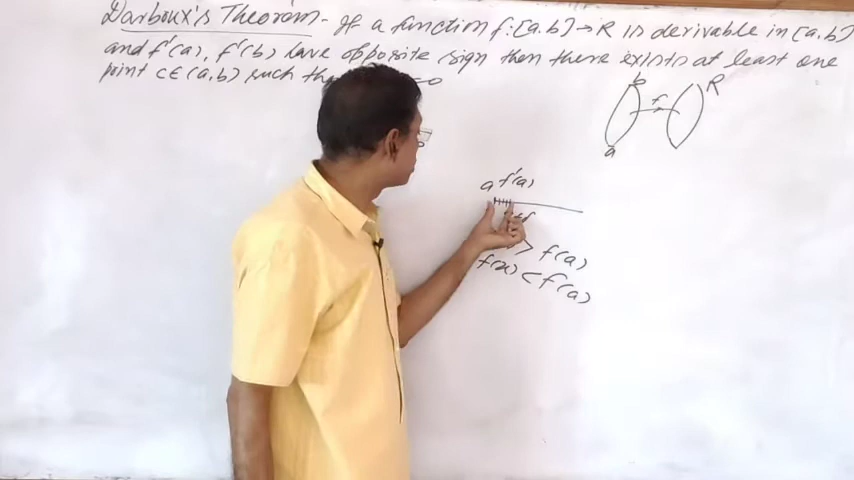 Darboux's Theorem - If a function f:[a.b]→R is derivable in [a.b]
and f'(a), f'(b) have opposite sign then there exists at least one
point c∈(a,b) such =0
b R
f
a
a f'(a)
> f(a)
f(x) < f(a)